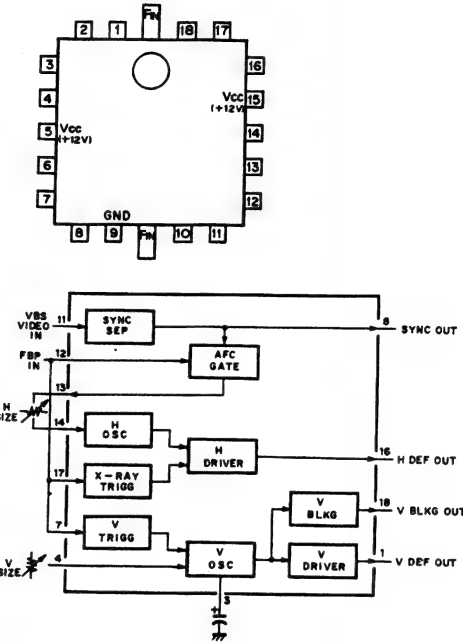 FIN
2 1 18 17
3 16
4 VCC 15
(+12V)
5 VCC 14
(+12V)
6 13
7 12
GND
8 9 FIN 10 11
VBS
VIDEO
IN
11
SYNC
SEP
8 SYNC OUT
FBP
IN
12
AFC
GATE
13
H
SIZE
14
H
OSC
H
DRIVER
16 H DEF OUT
17
X-RAY
TRIGG
V
BLKG
18 V BLKG OUT
7
V
TRIGG
V
SIZE
4
V
OSC
V
DRIVER
1 V DEF OUT
3
+